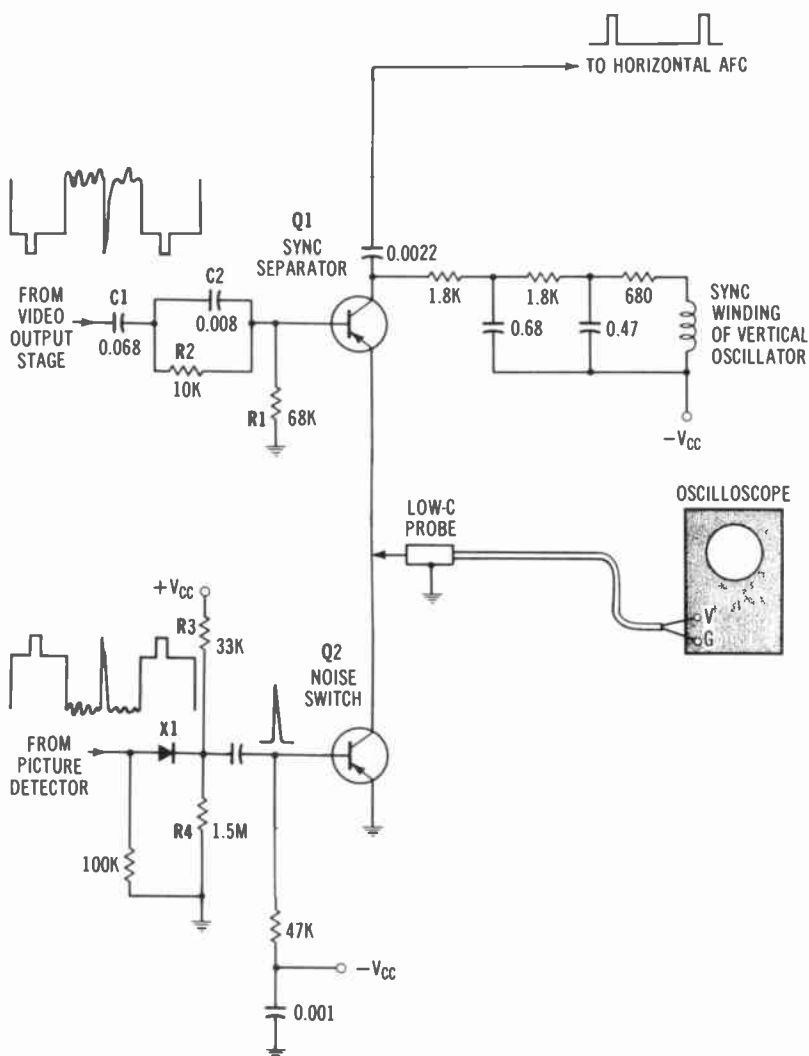 TO HORIZONTAL AFC
Q1
SYNC
SEPARATOR
0.0022
FROM
VIDEO
OUTPUT
STAGE
C1
0.068
C2
0.008
R2
10K
R1
68K
1.8K
1.8K
680
0.68
0.47
SYNC
WINDING
OF VERTICAL
OSCILLATOR
−VCC
LOW-C
PROBE
OSCILLOSCOPE
V
G
+VCC
R3
33K
Q2
NOISE
SWITCH
FROM
PICTURE
DETECTOR
X1
R4
1.5M
100K
47K
−VCC
0.001